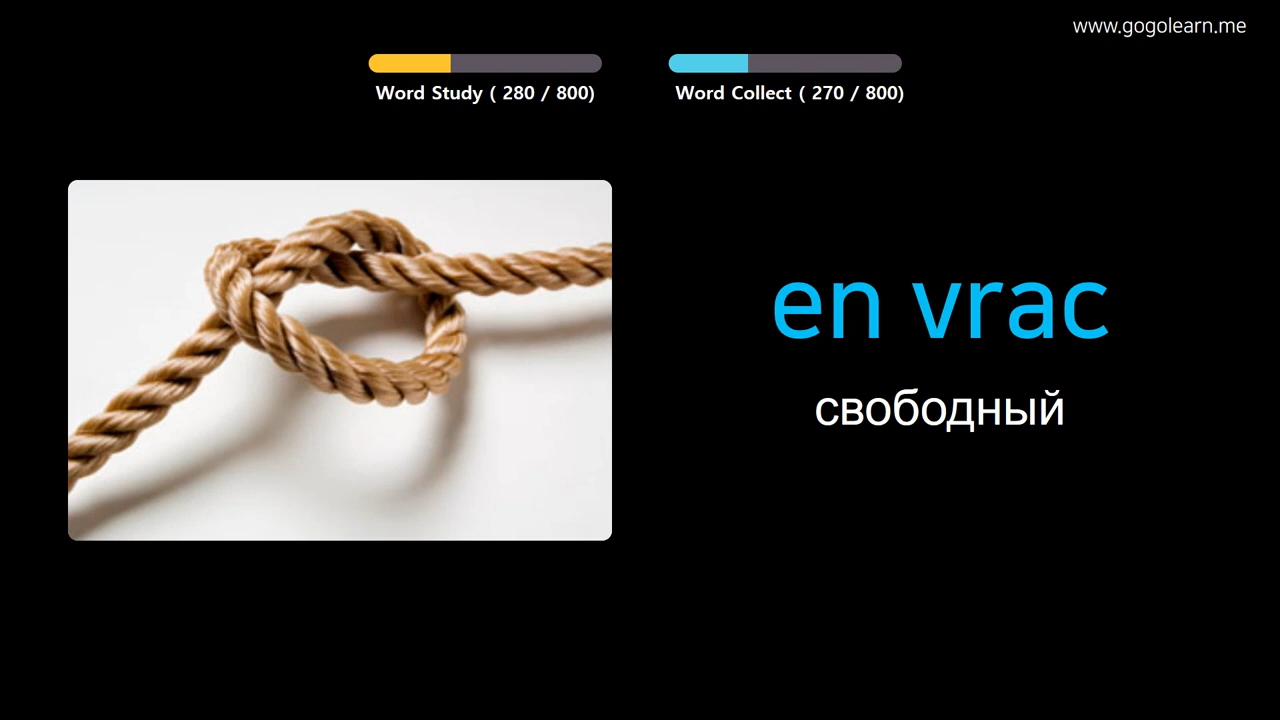 www.gogolearn.me
Word Study ( 280 / 800)
Word Collect ( 270 / 800)
en vrac
свободный